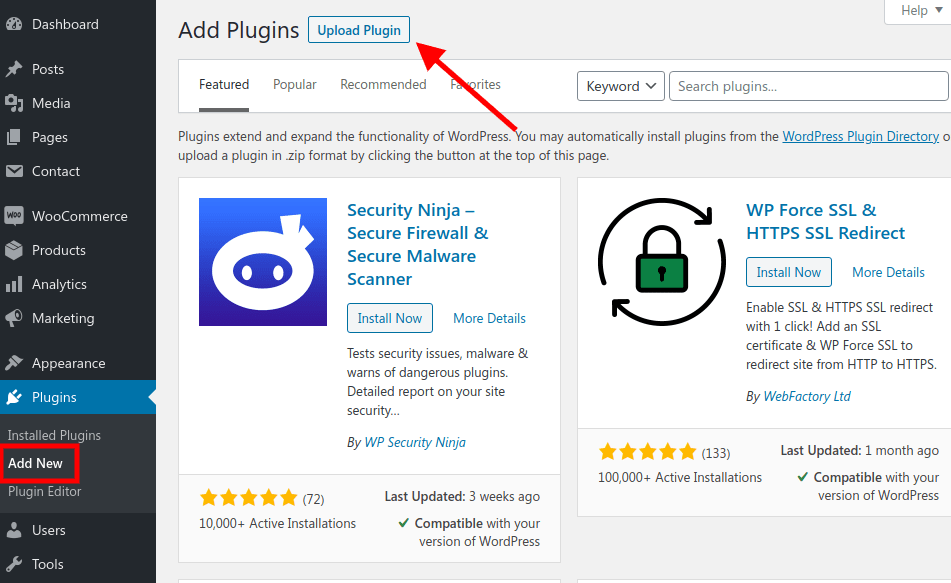 Dashboard
Posts
Media
Pages
Contact
WOO WooCommerce
Products
Analytics
Marketing
Appearance
Plugins
Installed Plugins
Add New
Plugin Editor
Users
Tools
Help
Add Plugins Upload Plugin
Featured Popular Recommended Favorites Keyword Search plugins...
Plugins extend and expand the functionality of WordPress. You may automatically install plugins from the WordPress Plugin Directory o
upload a plugin in .zip format by clicking the button at the top of this page.
Security Ninja –
Secure Firewall &
Secure Malware
Scanner
Install Now More Details
Tests security issues, malware &
warns of dangerous plugins.
Detailed report on your site
security...
By WP Security Ninja
(72) Last Updated: 3 weeks ago
10,000+ Active Installations Compatible with your
version of WordPress
WP Force SSL &
HTTPS SSL Redirect
Install Now More Details
Enable SSL & HTTPS SSL redirect
with 1 click! Add an SSL
certificate & WP Force SSL to
redirect site from HTTP to HTTPS.
By WebFactory Ltd
(133) Last Updated: 1 month ago
100,000+ Active Installations Compatible with your
version of WordPress